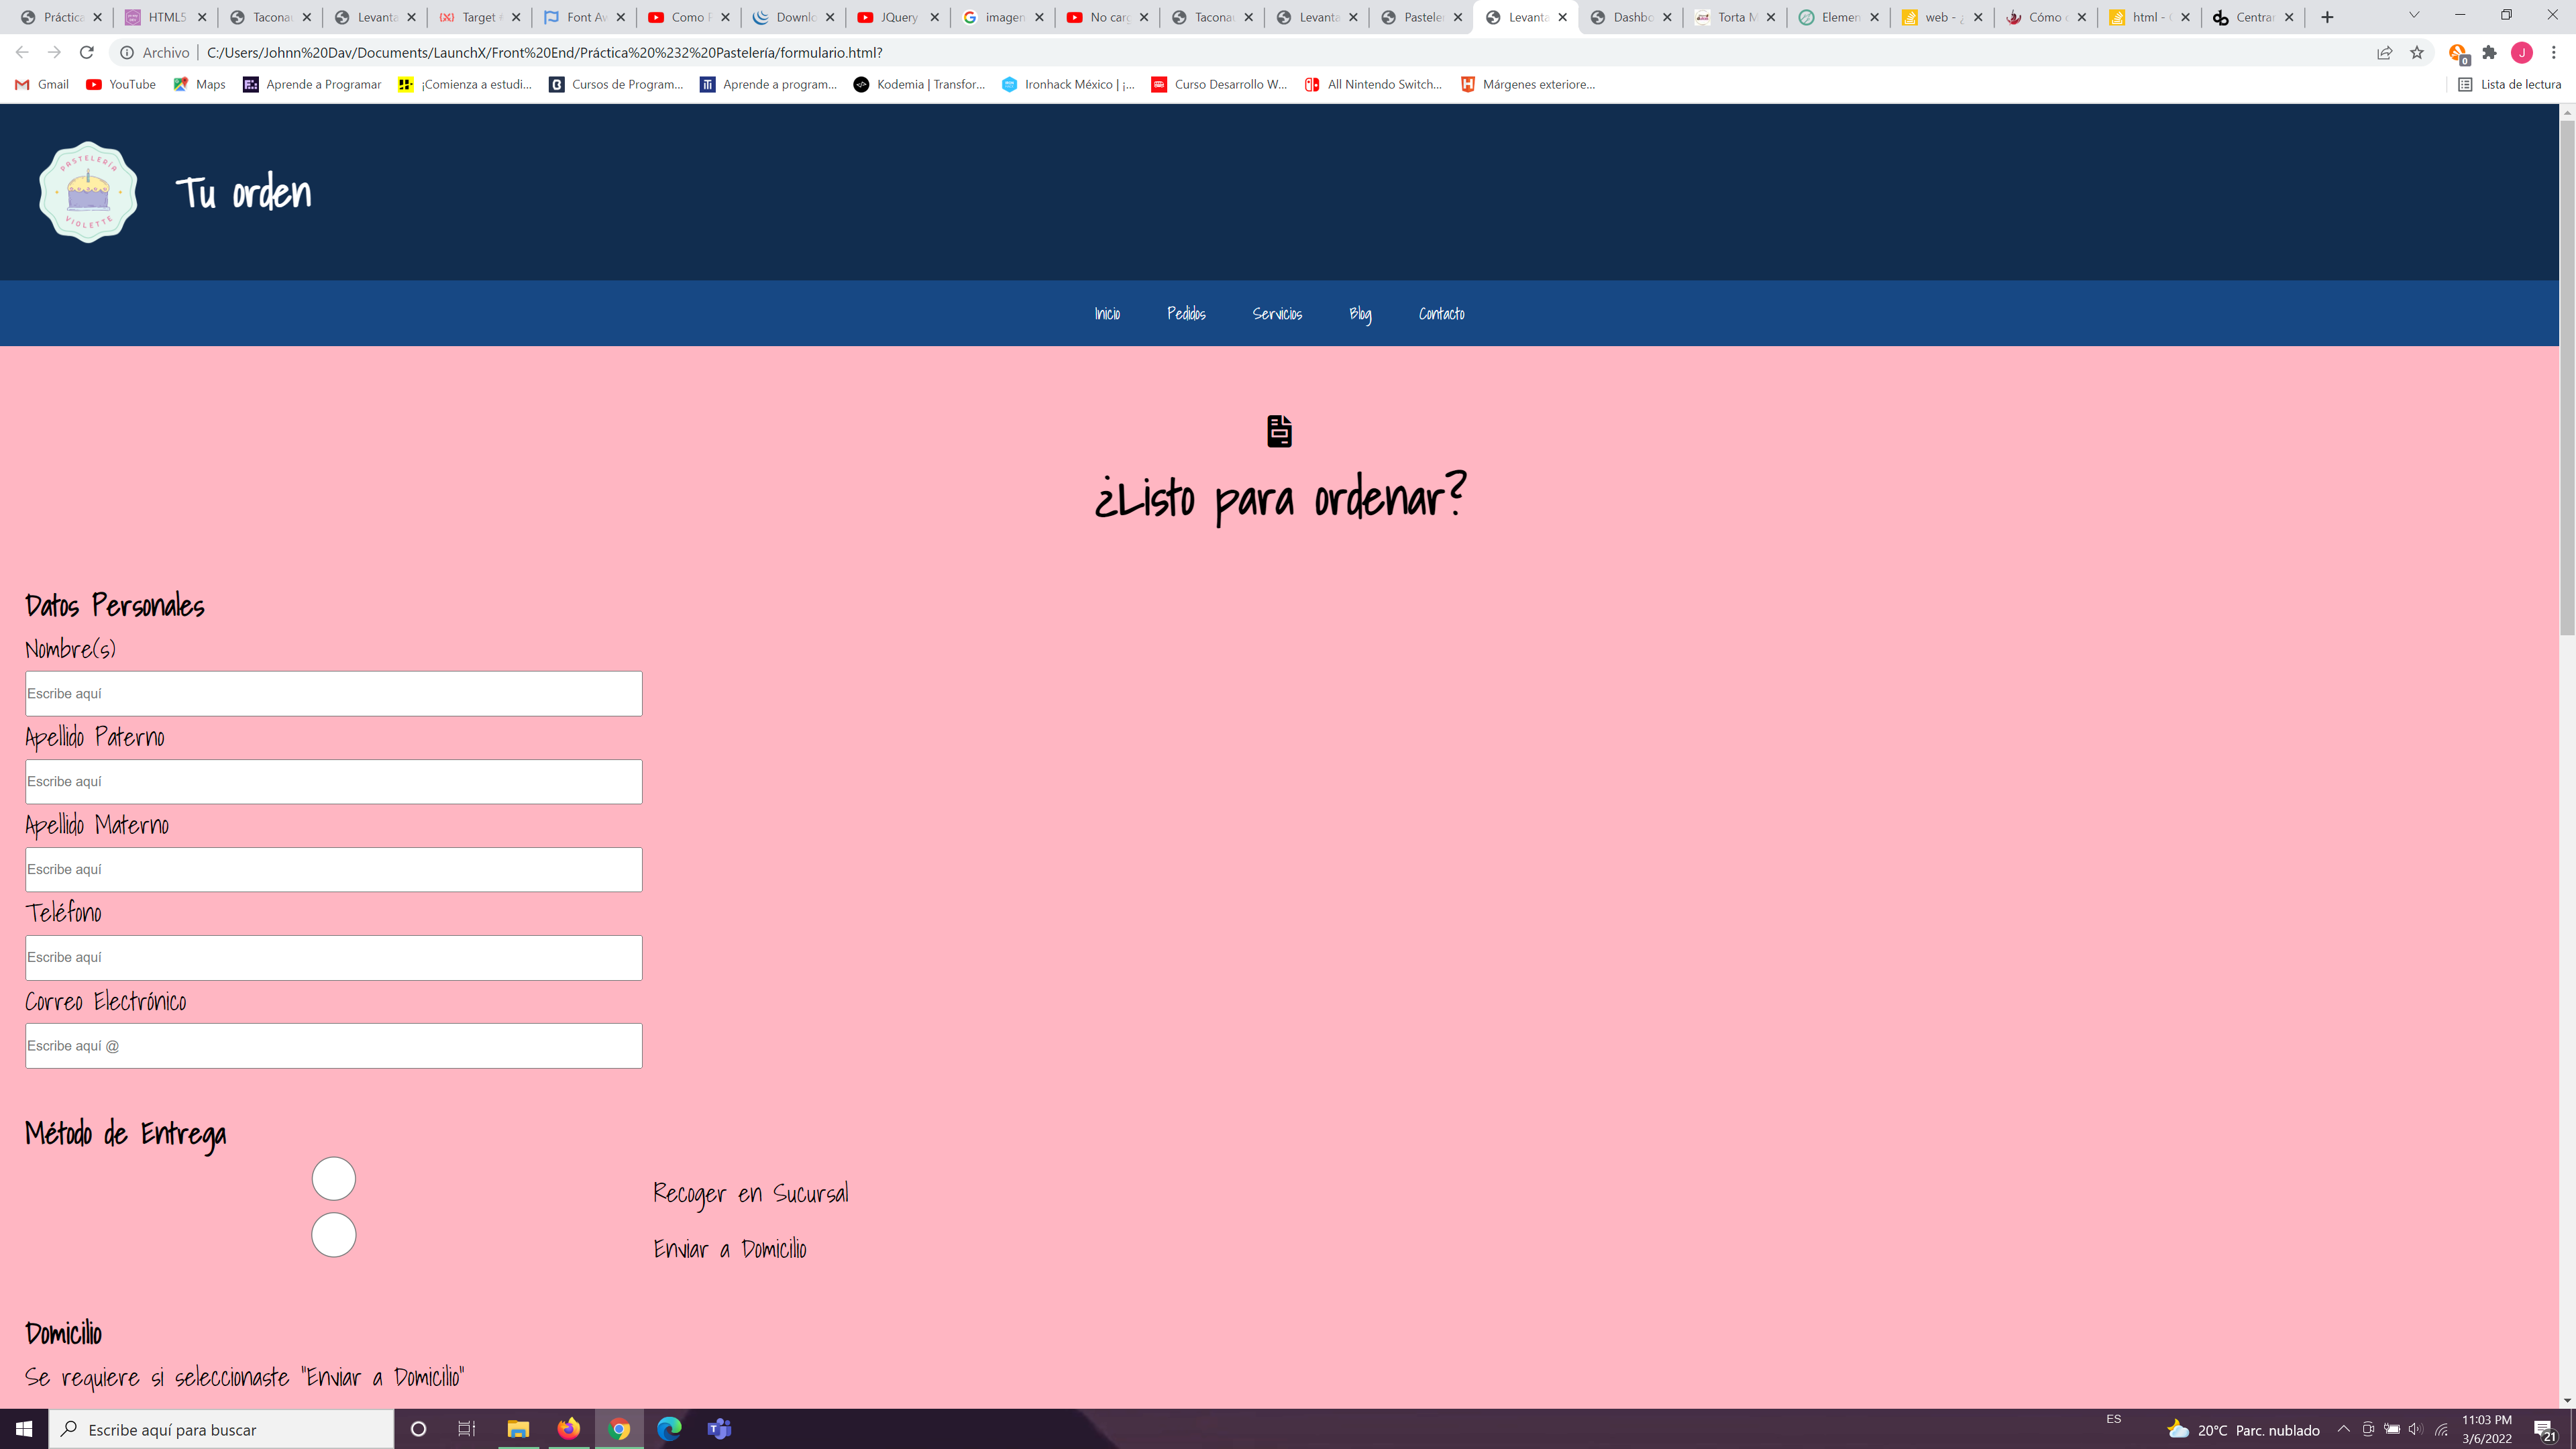 Práctica
HTML5
Taconau
Levanta
Target
Font Aw
Como
Downlo
JQuery
imagen
No carg
Taconau
Levanta
Pasteler
Levanta
Dashbo
Torta M
Elemen
web - ¿
Cómo
html -
Centrar
Archivo | C:/Users/Johnn%20Dav/Documents/LaunchX/Front%20End/Práctica%20%232%20Pastelería/formulario.html?
0
J
Gmail
YouTube
Maps
Aprende a Programar
¡Comienza a estudi...
Cursos de Program...
Aprende a program...
Kodemia | Transfor...
Ironhack México | ¡...
Curso Desarrollo W...
All Nintendo Switch...
Márgenes exteriore...
Lista de lectura
PASTELERÍA
VIOLETTE
Tu orden
Inicio Pedidos Servicios Blog Contacto
¿Listo para ordenar?
Datos Personales
Nombre(s)
Escribe aquí
Apellido Paterno
Escribe aquí
Apellido Materno
Escribe aquí
Teléfono
Escribe aquí
Correo Electrónico
Escribe aquí @
Método de Entrega
Recoger en Sucursal
Enviar a Domicilio
Domicilio
Se requiere si seleccionaste "Enviar a Domicilio"
Escribe aquí para buscar
ES
20°C Parc. nublado
11:03 PM
3/6/2022
21